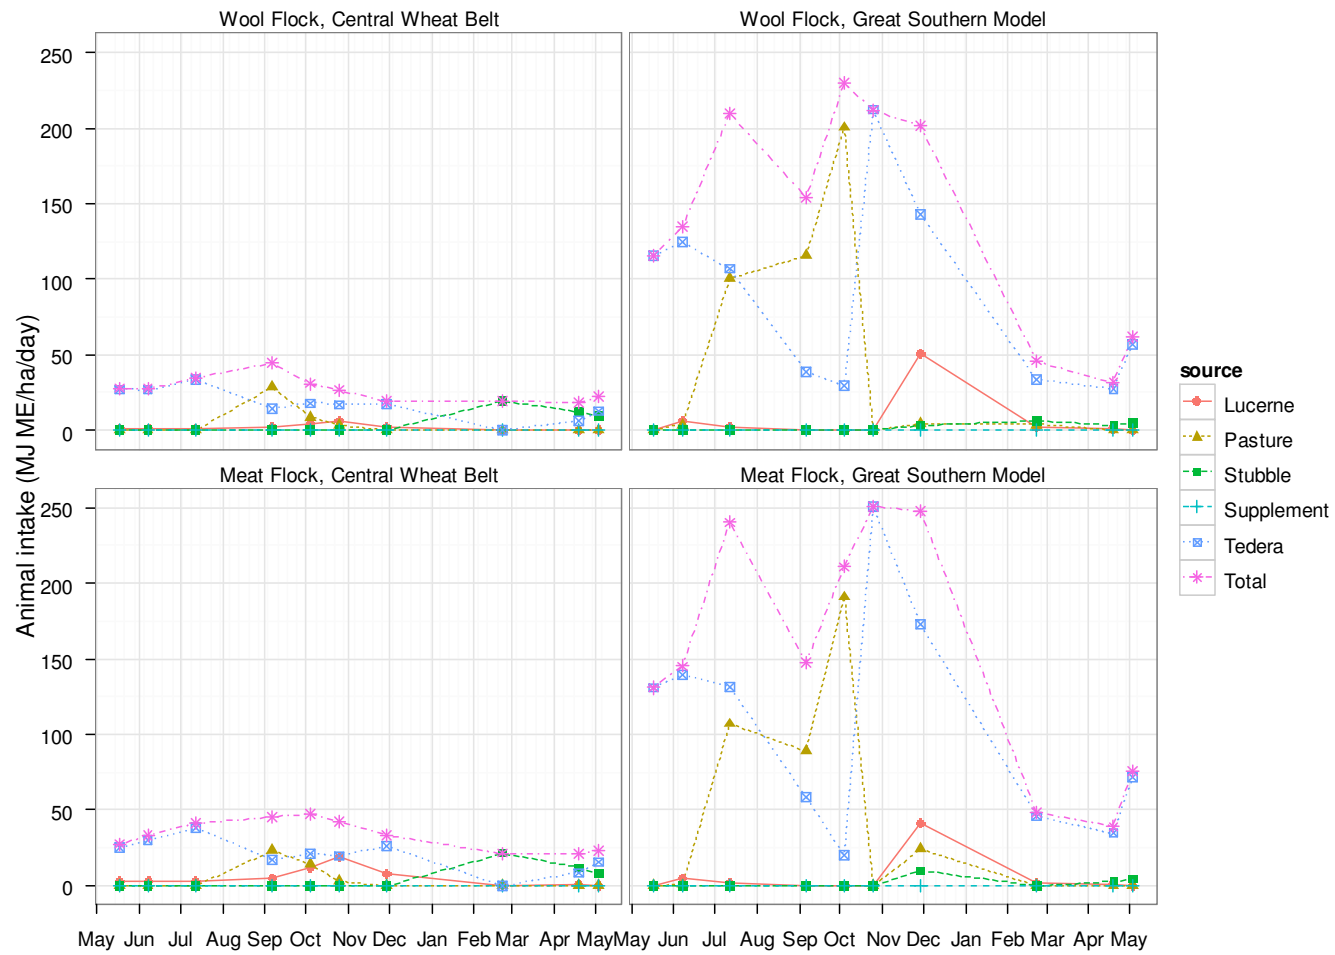 Wool Flock, Central Wheat Belt
Wool Flock, Great Southern Model
250
200
150
100
50
0
Meat Flock, Central Wheat Belt
Meat Flock, Great Southern Model
250
200
150
100
50
0
Animal intake (MJ ME/ha/day)
May Jun Jul Aug Sep Oct Nov Dec Jan Feb Mar Apr May
May Jun Jul Aug Sep Oct Nov Dec Jan Feb Mar Apr May
source
Lucerne
Pasture
Stubble
Supplement
Tedera
Total